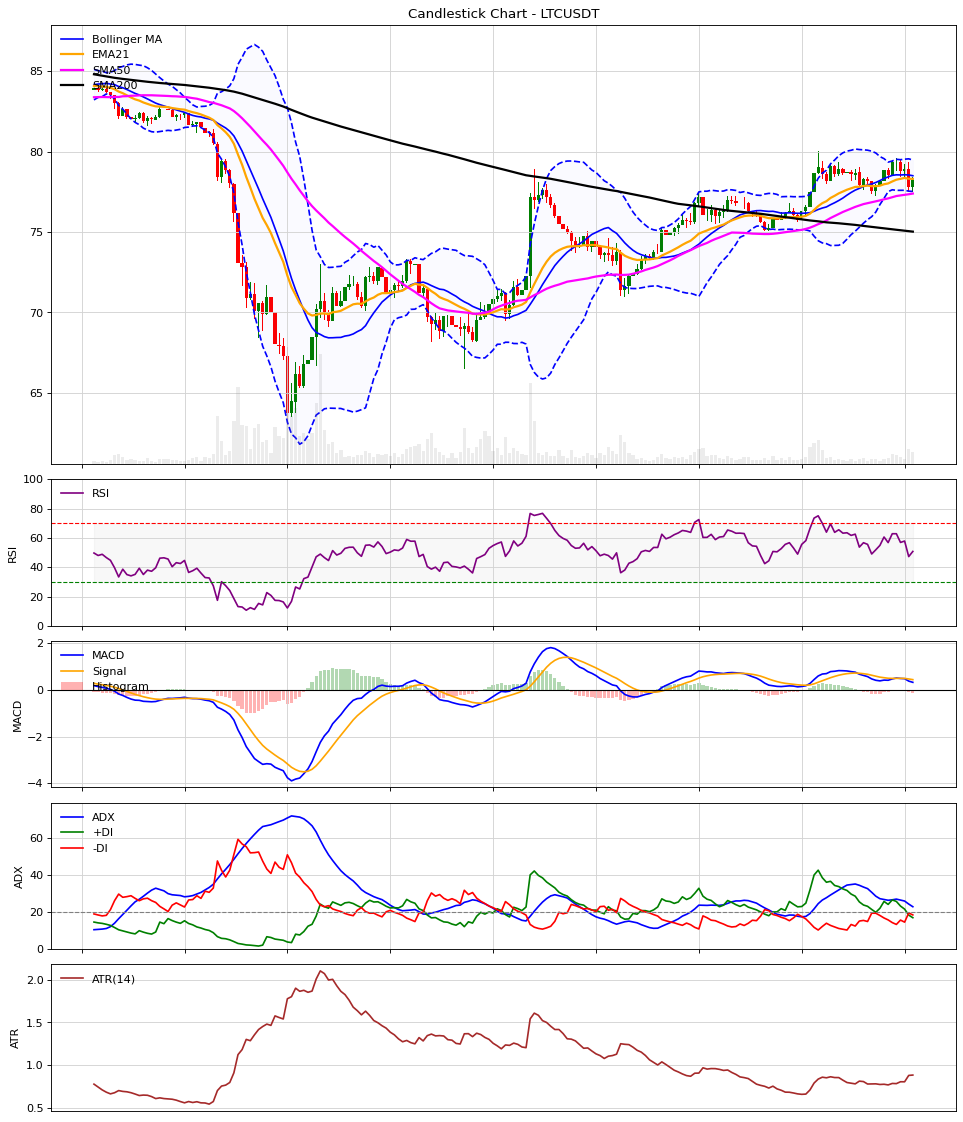 Candlestick Chart - LTCUSDT
Bollinger MA
EMA21
SMA50
SMA200
85
80
75
70
65
RSI
100
80
60
40
20
0
RSI
MACD
Signal
Histogram
2
0
−2
−4
MACD
ADX
+DI
-DI
60
40
20
0
ADX
ATR(14)
2.0
1.5
1.0
0.5
ATR